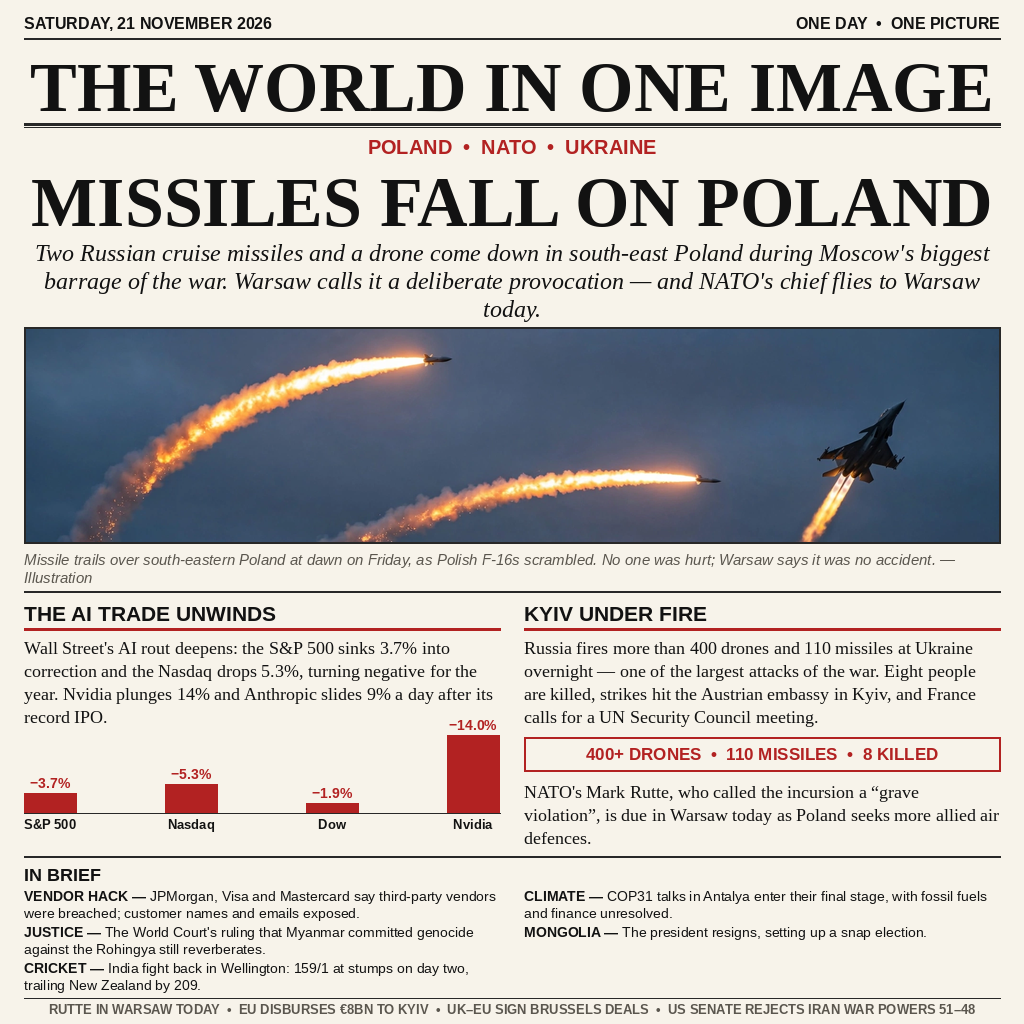 SATURDAY, 21 NOVEMBER 2026
ONE DAY • ONE PICTURE
THE WORLD IN ONE IMAGE
POLAND • NATO • UKRAINE
MISSILES FALL ON POLAND
Two Russian cruise missiles and a drone come down in south-east Poland during Moscow's biggest
barrage of the war. Warsaw calls it a deliberate provocation — and NATO's chief flies to Warsaw
today.
Missile trails over south-eastern Poland at dawn on Friday, as Polish F-16s scrambled. No one was hurt; Warsaw says it was no accident. —
Illustration
THE AI TRADE UNWINDS
Wall Street's AI rout deepens: the S&P 500 sinks 3.7% into
correction and the Nasdaq drops 5.3%, turning negative for the
year. Nvidia plunges 14% and Anthropic slides 9% a day after its
record IPO.
−3.7%
−5.3%
−1.9%
−14.0%
S&P 500
Nasdaq
Dow
Nvidia
KYIV UNDER FIRE
Russia fires more than 400 drones and 110 missiles at Ukraine
overnight — one of the largest attacks of the war. Eight people
are killed, strikes hit the Austrian embassy in Kyiv, and France
calls for a UN Security Council meeting.
400+ DRONES • 110 MISSILES • 8 KILLED
NATO's Mark Rutte, who called the incursion a “grave
violation”, is due in Warsaw today as Poland seeks more allied air
defences.
IN BRIEF
VENDOR HACK — JPMorgan, Visa and Mastercard say third-party vendors
were breached; customer names and emails exposed.
JUSTICE — The World Court's ruling that Myanmar committed genocide
against the Rohingya still reverberates.
CRICKET — India fight back in Wellington: 159/1 at stumps on day two,
trailing New Zealand by 209.
CLIMATE — COP31 talks in Antalya enter their final stage, with fossil fuels
and finance unresolved.
MONGOLIA — The president resigns, setting up a snap election.
RUTTE IN WARSAW TODAY • EU DISBURSES €8BN TO KYIV • UK–EU SIGN BRUSSELS DEALS • US SENATE REJECTS IRAN WAR POWERS 51–48